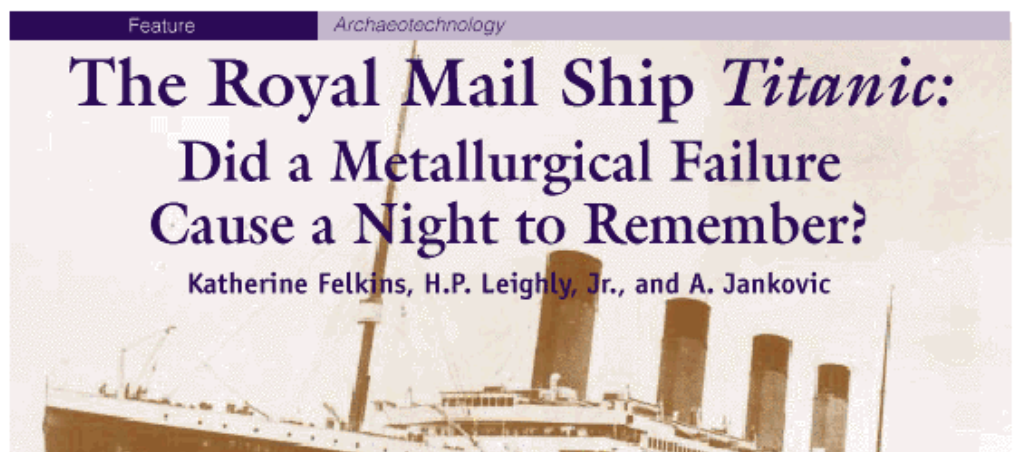 Feature
Archaeotechnology
The Royal Mail Ship Titanic:
Did a Metallurgical Failure
Cause a Night to Remember?
Katherine Felkins, H.P. Leighly, Jr., and A. Jankovic